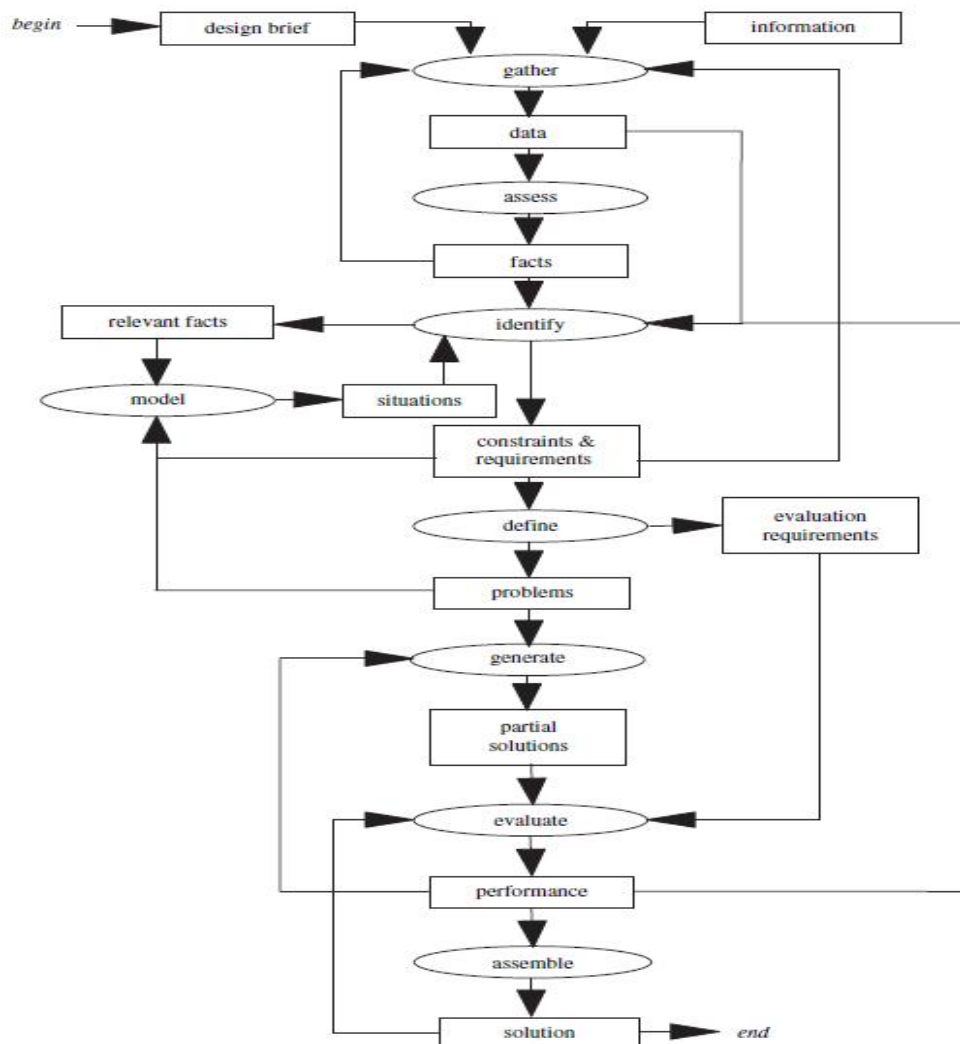 begin
design brief
information
gather
data
assess
facts
relevant facts
identify
model
situations
constraints &
requirements
define
evaluation
requirements
problems
generate
partial
solutions
evaluate
performance
assemble
solution
end